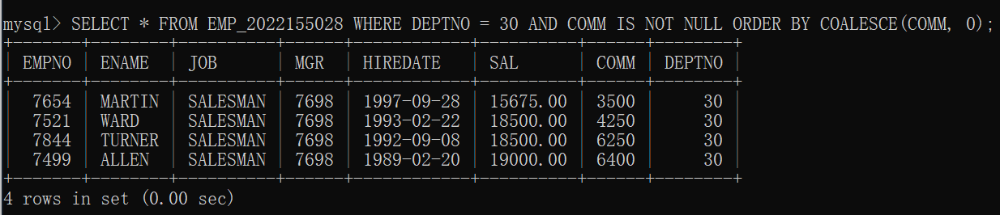 mysql> SELECT * FROM EMP_2022155028 WHERE DEPTNO = 30 AND COMM IS NOT NULL ORDER BY COALESCE(COMM, 0);
+-------+--------+----------+------+------------+----------+------+--------+
| EMPNO | ENAME  | JOB      | MGR  | HIREDATE   | SAL      | COMM | DEPTNO |
+-------+--------+----------+------+------------+----------+------+--------+
|  7654 | MARTIN | SALESMAN | 7698 | 1997-09-28 | 15675.00 | 3500 |     30 |
|  7521 | WARD   | SALESMAN | 7698 | 1993-02-22 | 18500.00 | 4250 |     30 |
|  7844 | TURNER | SALESMAN | 7698 | 1992-09-08 | 18500.00 | 6250 |     30 |
|  7499 | ALLEN  | SALESMAN | 7698 | 1989-02-20 | 19000.00 | 6400 |     30 |
+-------+--------+----------+------+------------+----------+------+--------+
4 rows in set (0.00 sec)